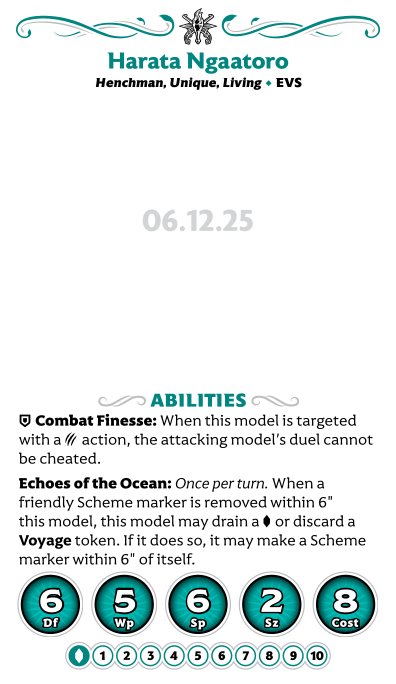 Harata Ngaatoro
Henchman, Unique, Living • EVS
06.12.25
ABILITIES
Combat Finesse: When this model is targeted
with a action, the attacking model's duel cannot
be cheated.
Echoes of the Ocean: Once per turn. When a
friendly Scheme marker is removed within 6"
this model, this model may drain a or discard a
Voyage token. If it does so, it may make a Scheme
marker within 6" of itself.
6 5 6 2 8
Df Wp Sp Sz Cost
1 2 3 4 5 6 7 8 9 10